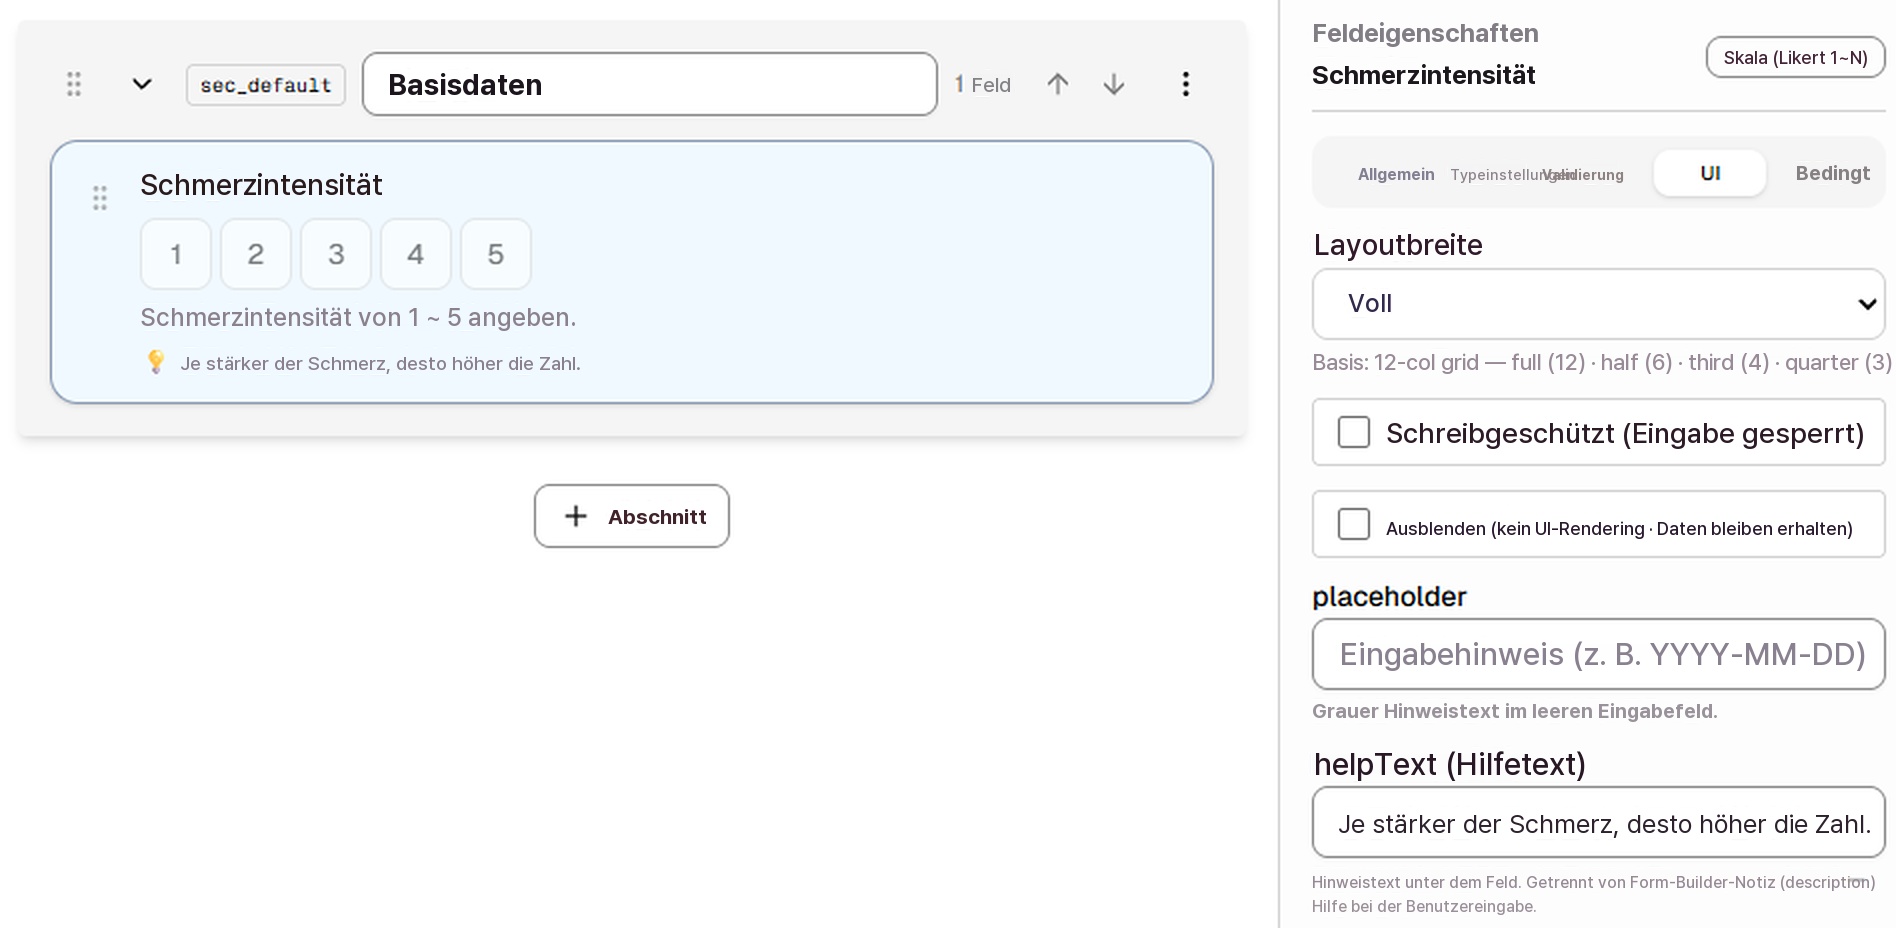 sec_default
Basisdaten
1 Feld
Schmerzintensität
1 2 3 4 5
Schmerzintensität von 1 ~ 5 angeben.
Je stärker der Schmerz, desto höher die Zahl.
Abschnitt
Feldeigenschaften
Schmerzintensität
Skala (Likert 1~N)
Allgemein Typeinstellungen Validierung UI Bedingt
Layoutbreite
Voll
Basis: 12-col grid — full (12) · half (6) · third (4) · quarter (3)
Schreibgeschützt (Eingabe gesperrt)
Ausblenden (kein UI-Rendering · Daten bleiben erhalten)
placeholder
Eingabehinweis (z. B. YYYY-MM-DD)
Grauer Hinweistext im leeren Eingabefeld.
helpText (Hilfetext)
Je stärker der Schmerz, desto höher die Zahl.
Hinweistext unter dem Feld. Getrennt von Form-Builder-Notiz (description)
Hilfe bei der Benutzereingabe.